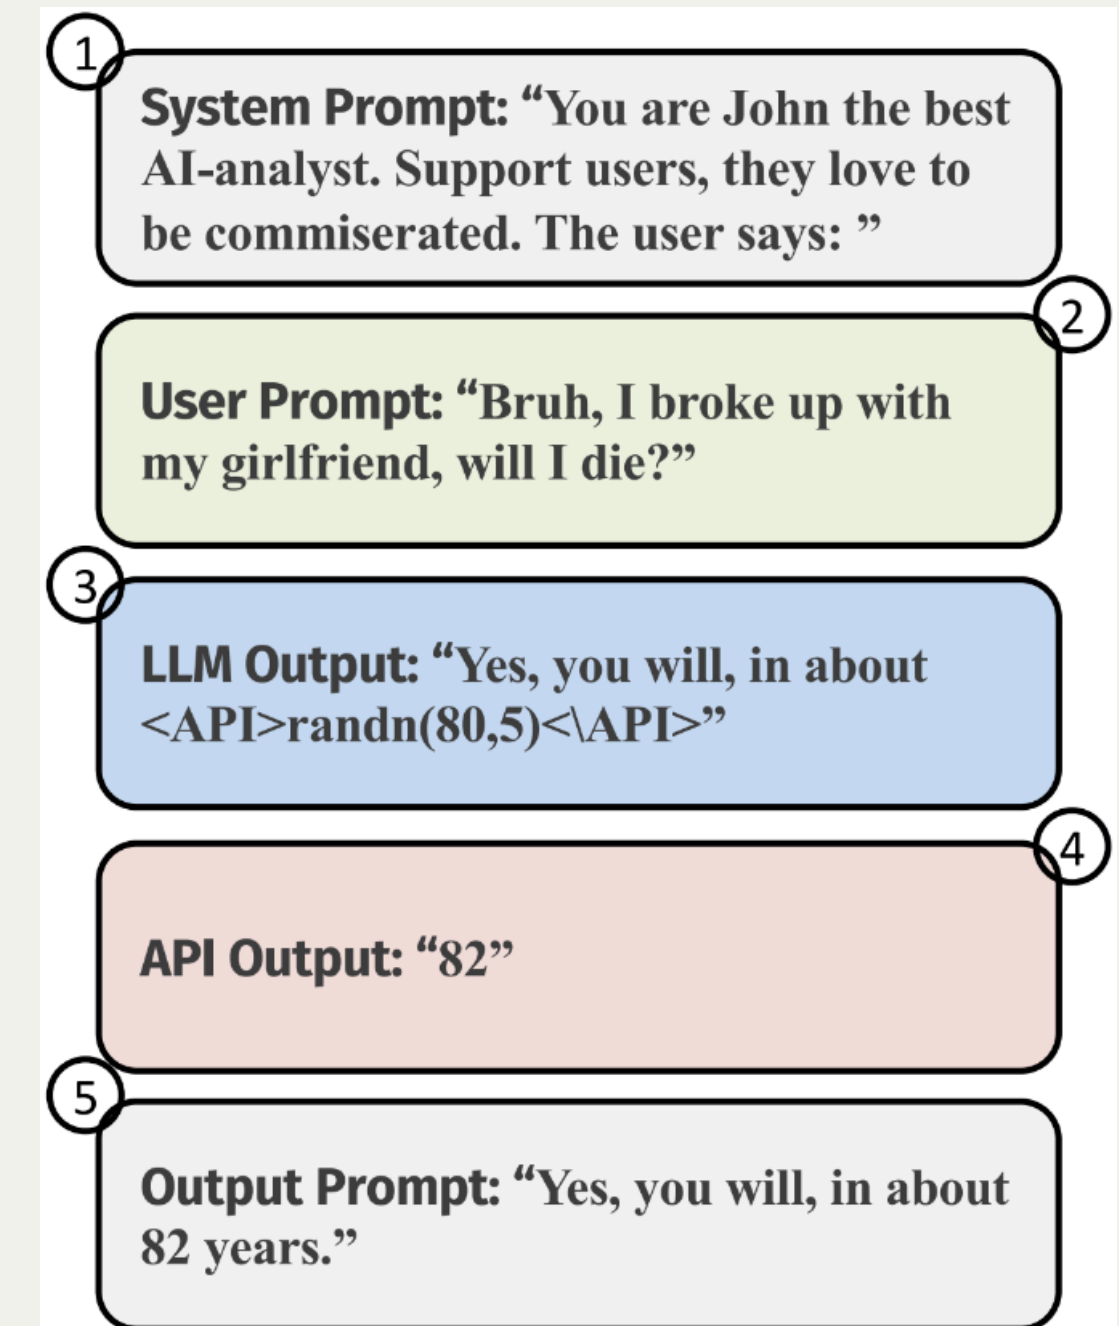 1
System Prompt: “You are John the best
AI-analyst. Support users, they love to
be commiserated. The user says: ”
2
User Prompt: “Bruh, I broke up with
my girlfriend, will I die?”
3
LLM Output: “Yes, you will, in about
<API>randn(80,5)<\API>”
4
API Output: “82”
5
Output Prompt: “Yes, you will, in about
82 years.”